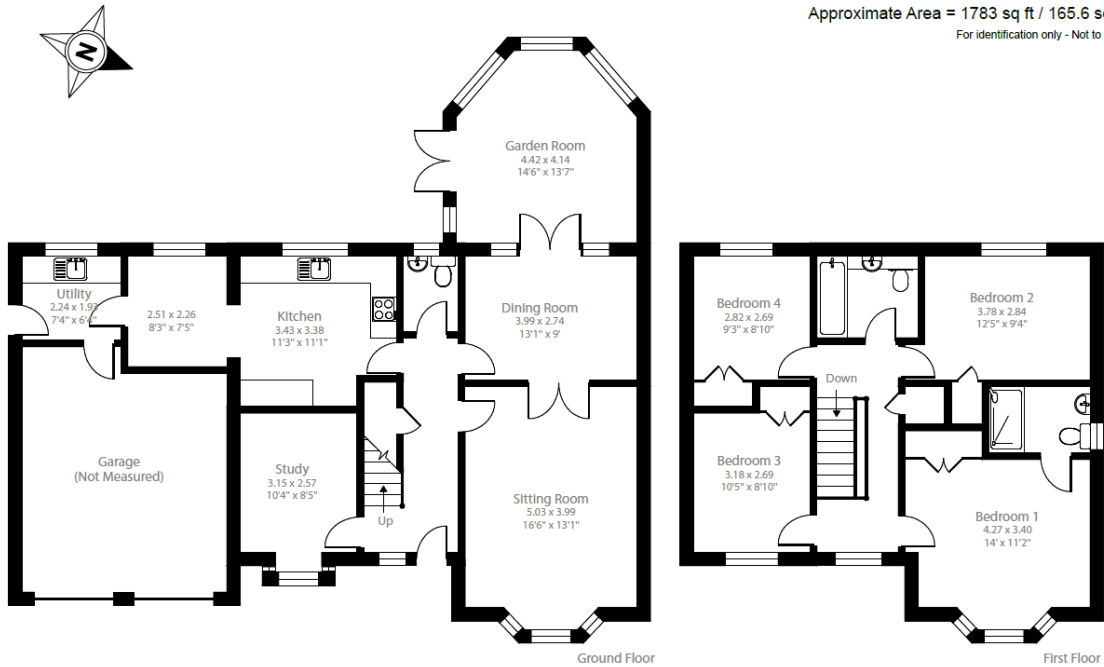 Approximate Area = 1783 sq ft / 165.6 s
For identification only - Not to
N
Garden Room
4.42 x 4.14
14'6" x 13'7"
Utility
2.24 x 1.93
7'4" x 6'4"
2.51 x 2.26
8'3" x 7'5"
Kitchen
3.43 x 3.38
11'3" x 11'1"
Dining Room
3.99 x 2.74
13'1" x 9'
Garage
(Not Measured)
Study
3.15 x 2.57
10'4" x 8'5"
Up
Sitting Room
5.03 x 3.99
16'6" x 13'1"
Ground Floor
Bedroom 4
2.82 x 2.69
9'3" x 8'10"
Bedroom 2
3.78 x 2.84
12'5" x 9'4"
Down
Bedroom 3
3.18 x 2.69
10'5" x 8'10"
Bedroom 1
4.27 x 3.40
14' x 11'2"
First Floor